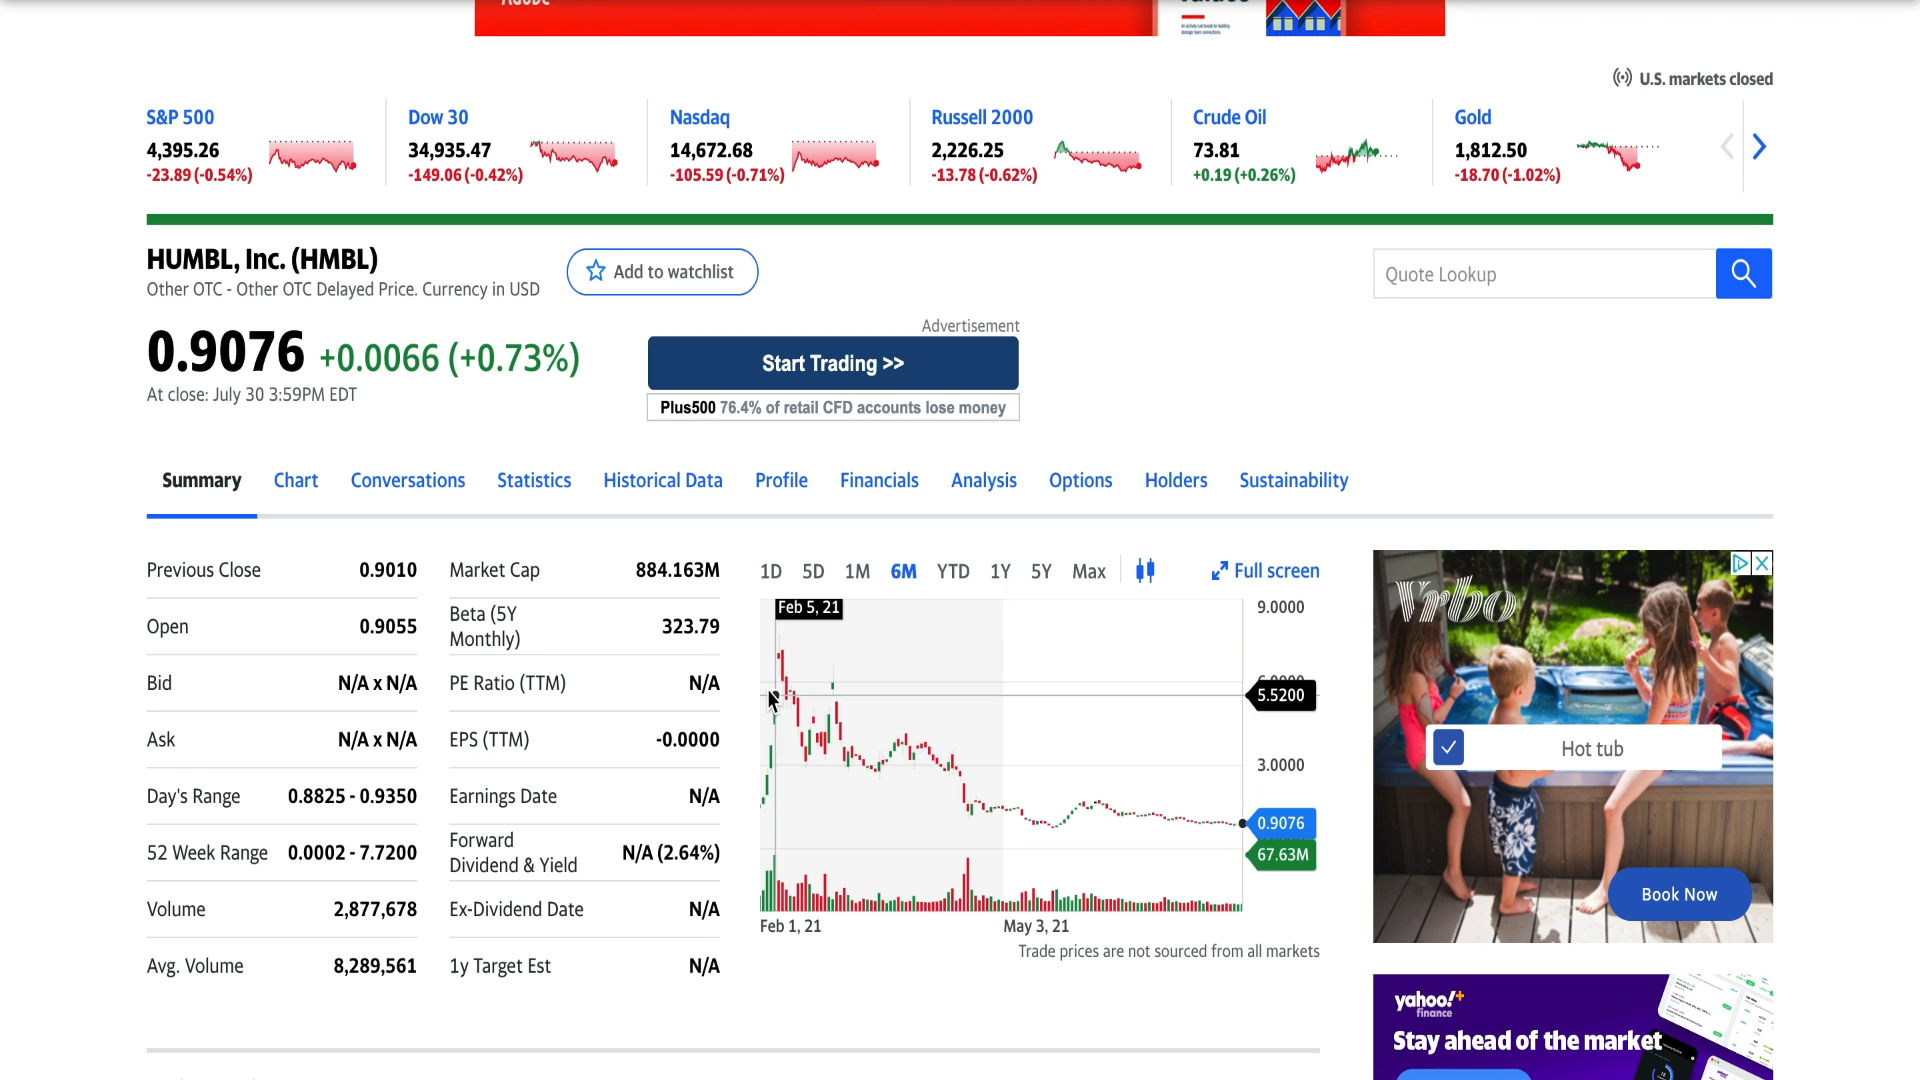 U.S. markets closed
S&P 500
4,395.26
-23.89 (-0.54%)
Dow 30
34,935.47
-149.06 (-0.42%)
Nasdaq
14,672.68
-105.59 (-0.71%)
Russell 2000
2,226.25
-13.78 (-0.62%)
Crude Oil
73.81
+0.19 (+0.26%)
Gold
1,812.50
-18.70 (-1.02%)
HUMBL, Inc. (HMBL)
Other OTC - Other OTC Delayed Price. Currency in USD
Add to watchlist
Quote Lookup
0.9076 +0.0066 (+0.73%)
At close: July 30 3:59PM EDT
Advertisement
Start Trading >>
Plus500 76.4% of retail CFD accounts lose money
Summary Chart Conversations Statistics Historical Data Profile Financials Analysis Options Holders Sustainability
Previous Close 0.9010
Open 0.9055
Bid N/A x N/A
Ask N/A x N/A
Day's Range 0.8825 - 0.9350
52 Week Range 0.0002 - 7.7200
Volume 2,877,678
Avg. Volume 8,289,561
Market Cap 884.163M
Beta (5Y
Monthly) 323.79
PE Ratio (TTM) N/A
EPS (TTM) -0.0000
Earnings Date N/A
Forward
Dividend & Yield N/A (2.64%)
Ex-Dividend Date N/A
1y Target Est N/A
1D 5D 1M 6M YTD 1Y 5Y Max Full screen
Feb 5, 21
9.0000
5.5200
3.0000
0.9076
67.63M
Feb 1, 21 May 3, 21
Trade prices are not sourced from all markets
Vrbo
Hot tub
Book Now
yahoo!+
finance
Stay ahead of the market